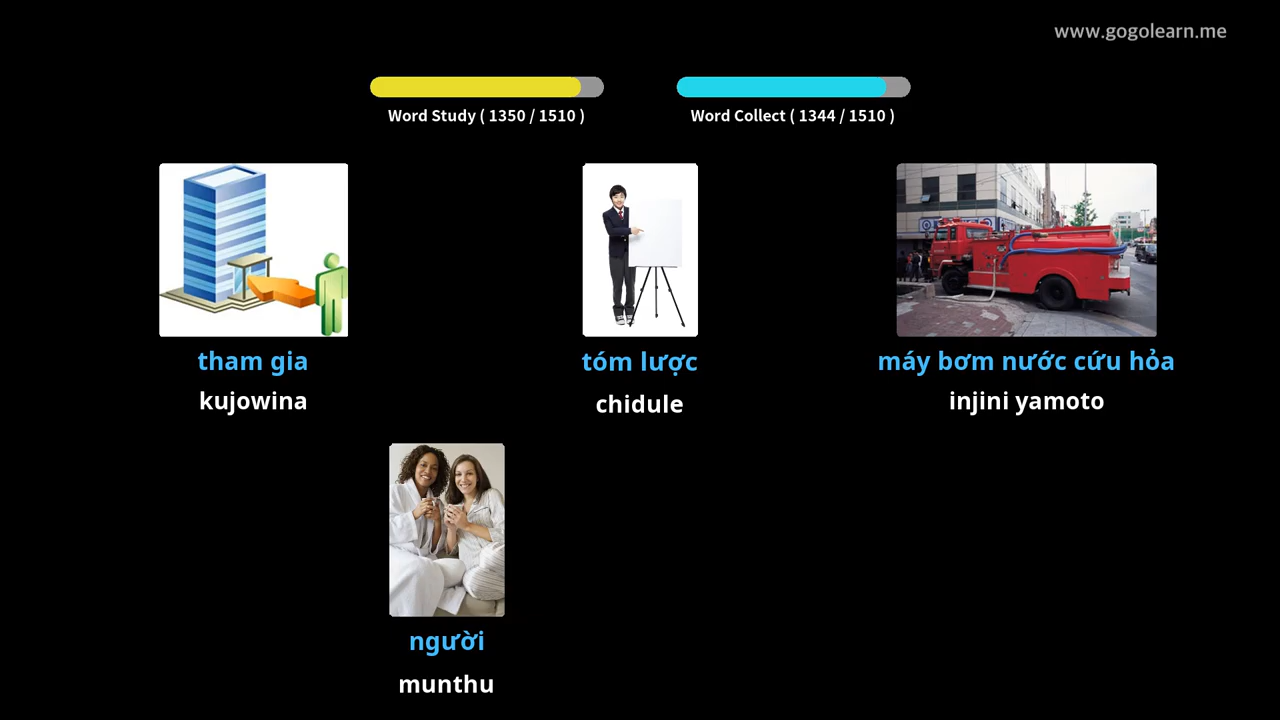 www.gogolearn.me
Word Study ( 1350 / 1510 )
Word Collect ( 1344 / 1510 )
tham gia
kujowina
tóm lược
chidule
máy bơm nước cứu hỏa
injini yamoto
người
munthu